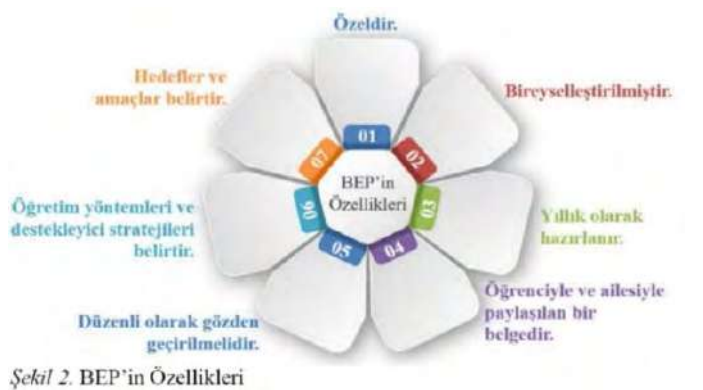 Özeldir.
01
Bireyselleştirilmiştir.
02
Yıllık olarak
hazırlanır.
03
Öğrenciyle ve ailesiyle
paylaşılan bir
belgedir.
04
Düzenli olarak gözden
geçirilmelidir.
05
Öğretim yöntemleri ve
destekleyici stratejileri
belirtir.
06
Hedefler ve
amaçlar belirtir.
07
BEP'in
Özellikleri
Şekil 2. BEP'in Özellikleri